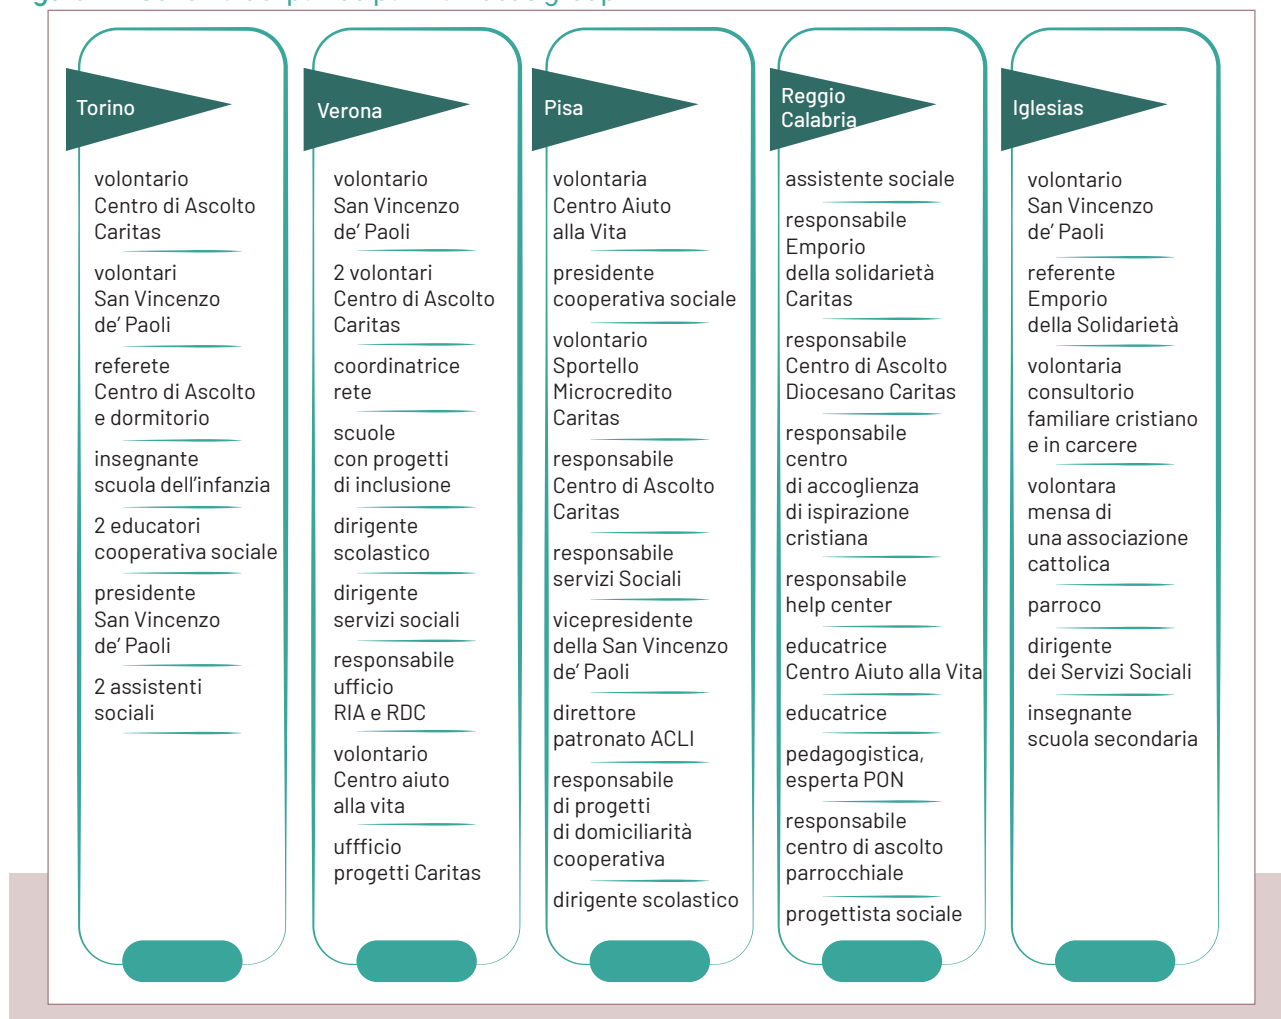 Torino
volontario
Centro di Ascolto
Caritas
volontari
San Vincenzo
de’ Paoli
referete
Centro di Ascolto
e dormitorio
insegnante
scuola dell’infanzia
2 educatori
cooperativa sociale
presidente
San Vincenzo
de’ Paoli
2 assistenti
sociali
Verona
volontario
San Vincenzo
de’ Paoli
2 volontari
Centro di Ascolto
Caritas
coordinatrice
rete
scuole
con progetti
di inclusione
dirigente
scolastico
dirigente
servizi sociali
responsabile
ufficio
RIA e RDC
volontario
Centro aiuto
alla vita
uffficio
progetti Caritas
Pisa
volontaria
Centro Aiuto
alla Vita
presidente
cooperativa sociale
volontario
Sportello
Microcredito
Caritas
responsabile
Centro di Ascolto
Caritas
responsabile
servizi Sociali
vicepresidente
della San Vincenzo
de’ Paoli
direttore
patronato ACLI
responsabile
di progetti
di domiciliarità
cooperativa
dirigente scolastico
Reggio
Calabria
assistente sociale
responsabile
Emporio
della solidarietà
Caritas
responsabile
Centro di Ascolto
Diocesano Caritas
responsabile
centro
di accoglienza
di ispirazione
cristiana
responsabile
help center
educatrice
Centro Aiuto alla Vita
educatrice
pedagogistica,
esperta PON
responsabile
centro di ascolto
parrocchiale
progettista sociale
Iglesias
volontario
San Vincenzo
de’ Paoli
referente
Emporio
della Solidarietà
volontaria
consultorio
familiare cristiano
e in carcere
volontara
mensa di
una associazione
cattolica
parroco
dirigente
dei Servizi Sociali
insegnante
scuola secondaria